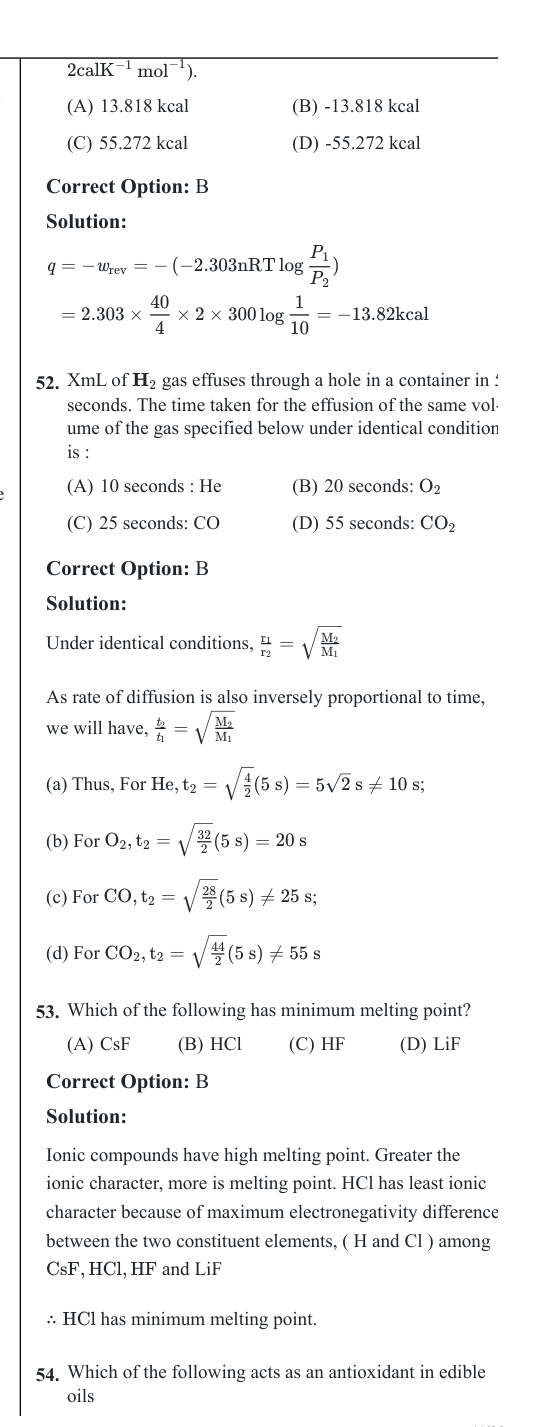 2calK⁻¹ mol⁻¹).
(A) 13.818 kcal (B) -13.818 kcal
(C) 55.272 kcal (D) -55.272 kcal
Correct Option: B
Solution:
q = −w_rev = − (−2.303nRT log P₁/P₂)
= 2.303 × 40/4 × 2 × 300 log 1/10 = −13.82kcal
52. XmL of H₂ gas effuses through a hole in a container in
seconds. The time taken for the effusion of the same vol-
ume of the gas specified below under identical condition
is :
(A) 10 seconds : He (B) 20 seconds: O₂
(C) 25 seconds: CO (D) 55 seconds: CO₂
Correct Option: B
Solution:
Under identical conditions, r₁/r₂ = √(M₂/M₁)
As rate of diffusion is also inversely proportional to time,
we will have, t₂/t₁ = √(M₂/M₁)
(a) Thus, For He, t₂ = √(4/2)(5 s) = 5√2 s ≠ 10 s;
(b) For O₂, t₂ = √(32/2)(5 s) = 20 s
(c) For CO, t₂ = √(28/2)(5 s) ≠ 25 s;
(d) For CO₂, t₂ = √(44/2)(5 s) ≠ 55 s
53. Which of the following has minimum melting point?
(A) CsF (B) HCl (C) HF (D) LiF
Correct Option: B
Solution:
Ionic compounds have high melting point. Greater the
ionic character, more is melting point. HCl has least ionic
character because of maximum electronegativity difference
between the two constituent elements, ( H and Cl ) among
CsF, HCl, HF and LiF
∴ HCl has minimum melting point.
54. Which of the following acts as an antioxidant in edible
oils